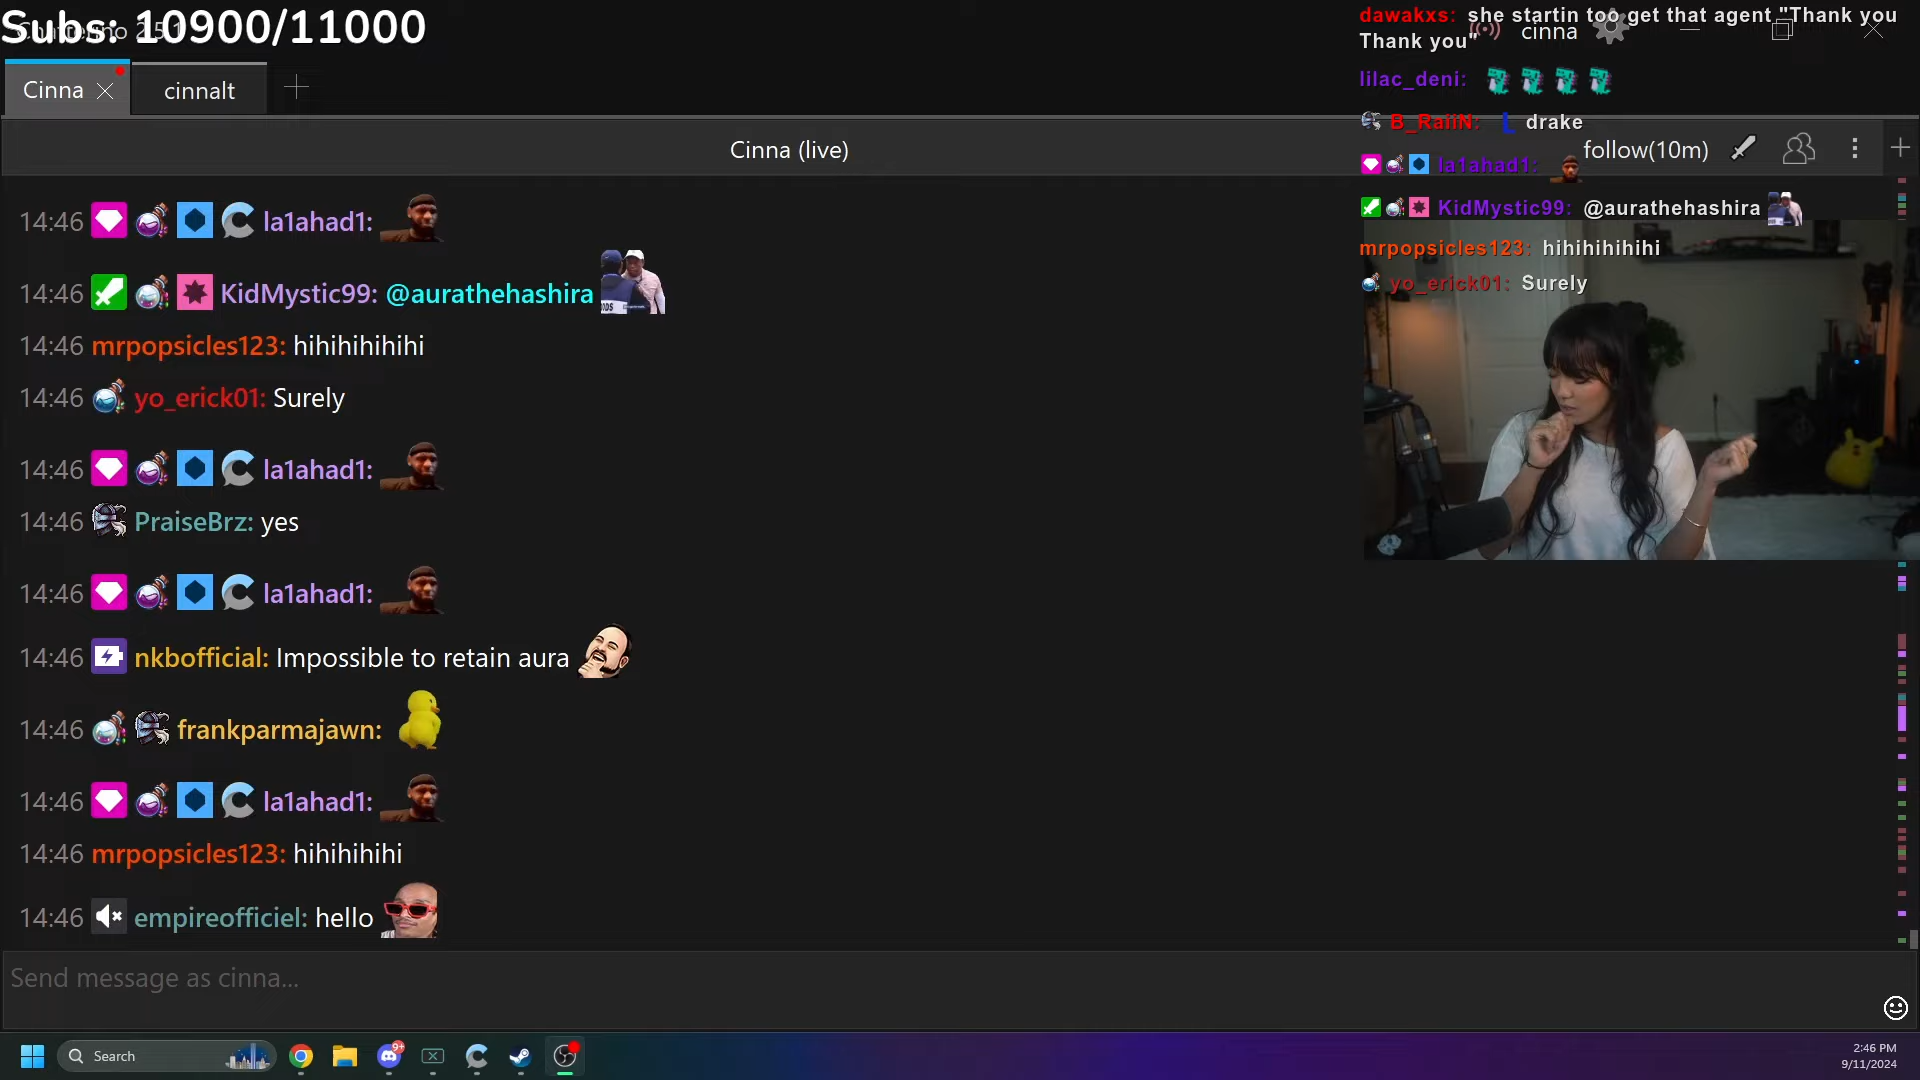 Subs: 10900/11000
cinna
Cinna
cinnalt
Cinna (live)
follow(10m)
14:46 la1ahad1:
14:46 KidMystic99: @aurathehashira
14:46 mrpopsicles123: hihihihihihi
14:46 yo_erick01: Surely
14:46 la1ahad1:
14:46 PraiseBrz: yes
14:46 la1ahad1:
14:46 nkbofficial: Impossible to retain aura
14:46 frankparmajawn:
14:46 la1ahad1:
14:46 mrpopsicles123: hihihihihi
14:46 empireofficiel: hello
Send message as cinna...
dawakxs: she startin too get that agent "Thank you
Thank you"
lilac_deni:
B_RaiiN: L drake
la1ahad1:
KidMystic99: @aurathehashira
mrpopsicles123: hihihihihihi
yo_erick01: Surely
Search
9+
2:46 PM
9/11/2024